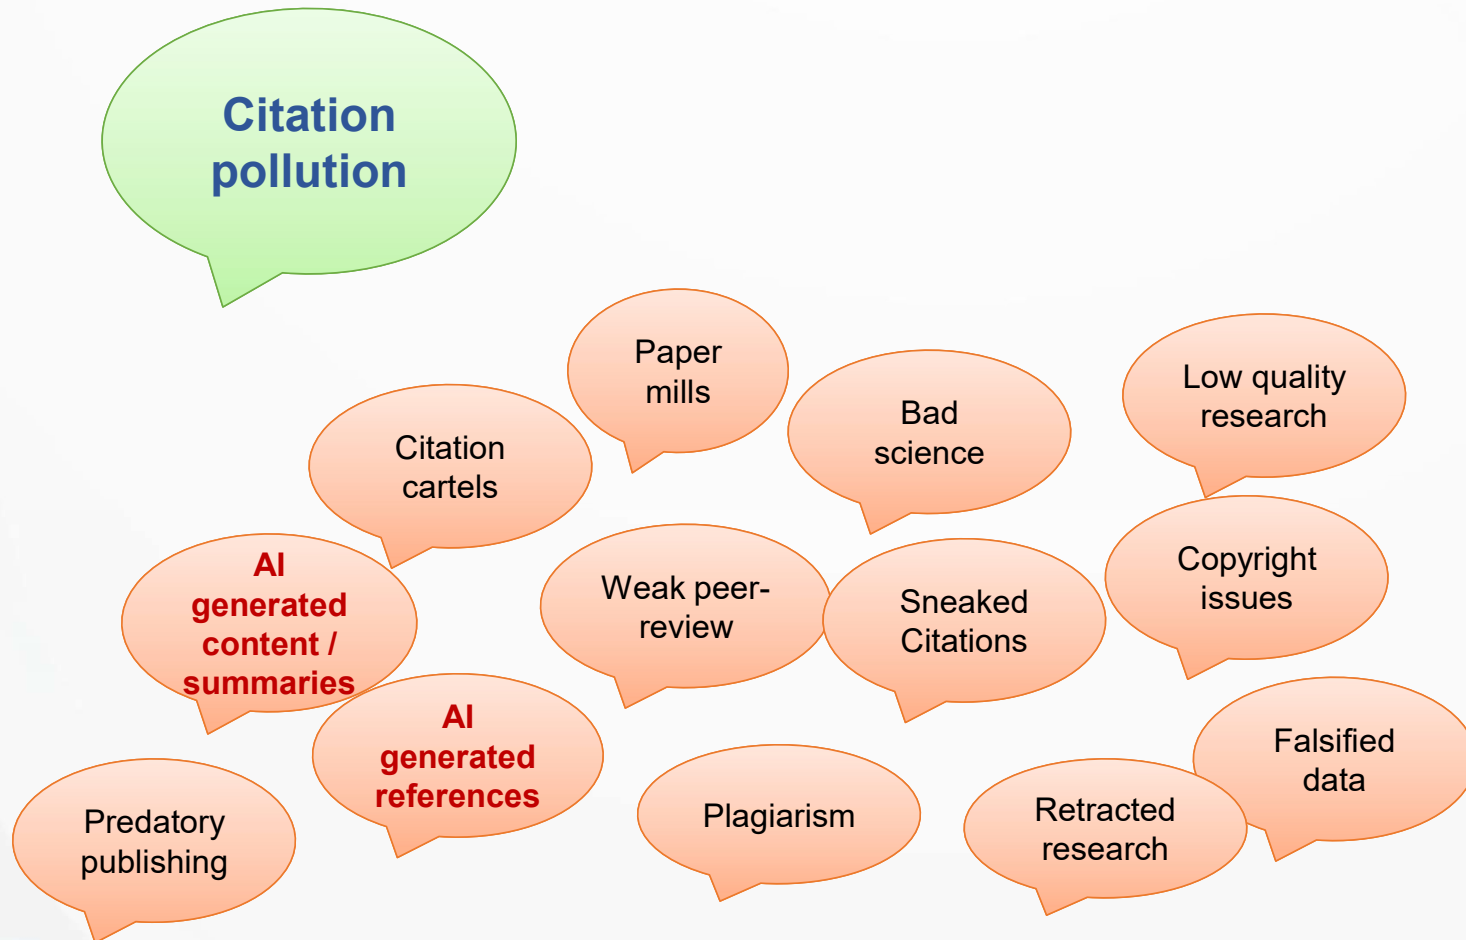 Citation
pollution
Paper
mills
Low quality
research
Bad
science
Citation
cartels
AI
generated
content /
summaries
Weak peer-
review
Sneaked
Citations
Copyright
issues
AI
generated
references
Falsified
data
Predatory
publishing
Plagiarism
Retracted
research